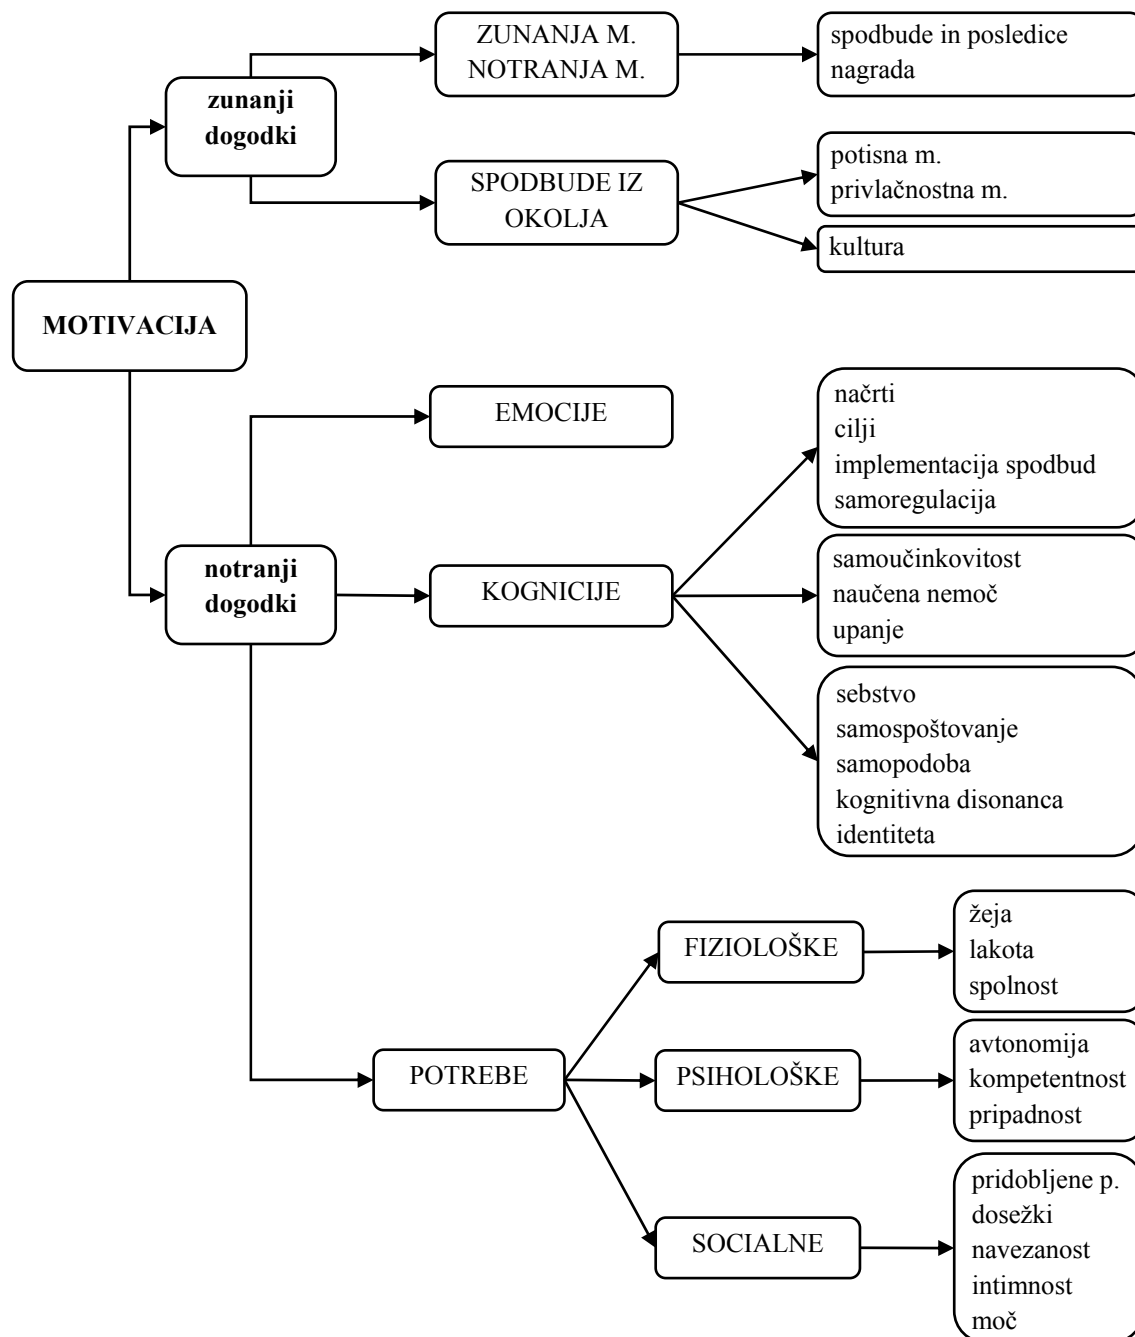 ZUNANJA M.
NOTRANJA M.
spodbude in posledice
nagrada
zunanji
dogodki
SPODBUDE IZ
OKOLJA
potisna m.
privlačnostna m.
kultura
MOTIVACIJA
EMOCIJE
načrti
cilji
implementacija spodbud
samoregulacija
notranji
dogodki
KOGNICIJE
samoučinkovitost
naučena nemoč
upanje
sebstvo
samospoštovanje
samopodoba
kognitivna disonanca
identiteta
POTREBE
FIZIOLOŠKE
žeja
lakota
spolnost
PSIHOLOŠKE
avtonomija
kompetentnost
pripadnost
SOCIALNE
pridobljene p.
dosežki
navezanost
intimnost
moč